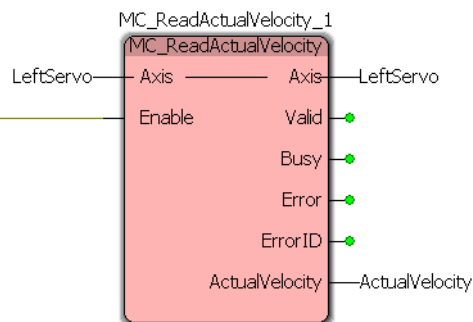 MC_ReadActualVelocity_1
MC_ReadActualVelocity
LeftServo Axis Axis LeftServo
Enable Valid
Busy
Error
ErrorID
ActualVelocity ActualVelocity